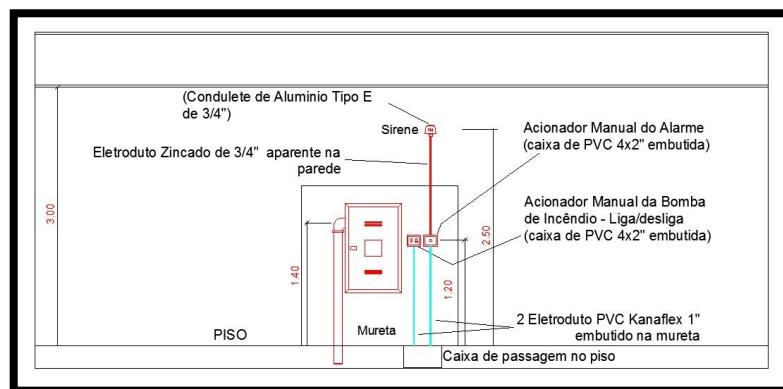 (Condulete de Aluminio Tipo E
de 3/4")
Sirene
Acionador Manual do Alarme
(caixa de PVC 4x2" embutida)
Eletroduto Zincado de 3/4" aparente na
parede
Acionador Manual da Bomba
de Incêndio - Liga/desliga
(caixa de PVC 4x2" embutida)
3.00
2.50
1.40
1.20
2 Eletroduto PVC Kanaflex 1"
embutido na mureta
PISO
Mureta
Caixa de passagem no piso